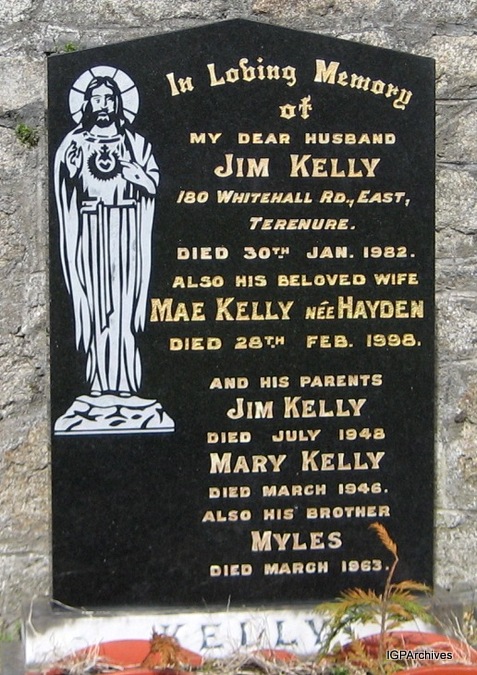 In Loving Memory
of
MY DEAR HUSBAND
JIM KELLY
180 WHITEHALL RD., EAST,
TERENURE.
DIED 30TH JAN. 1982.
ALSO HIS BELOVED WIFE
MAE KELLY NÉE HAYDEN
DIED 28TH FEB. 1998.
AND HIS PARENTS
JIM KELLY
DIED JULY 1948
MARY KELLY
DIED MARCH 1946.
ALSO HIS BROTHER
MYLES
DIED MARCH 1963.
KELLY
IGPArchives